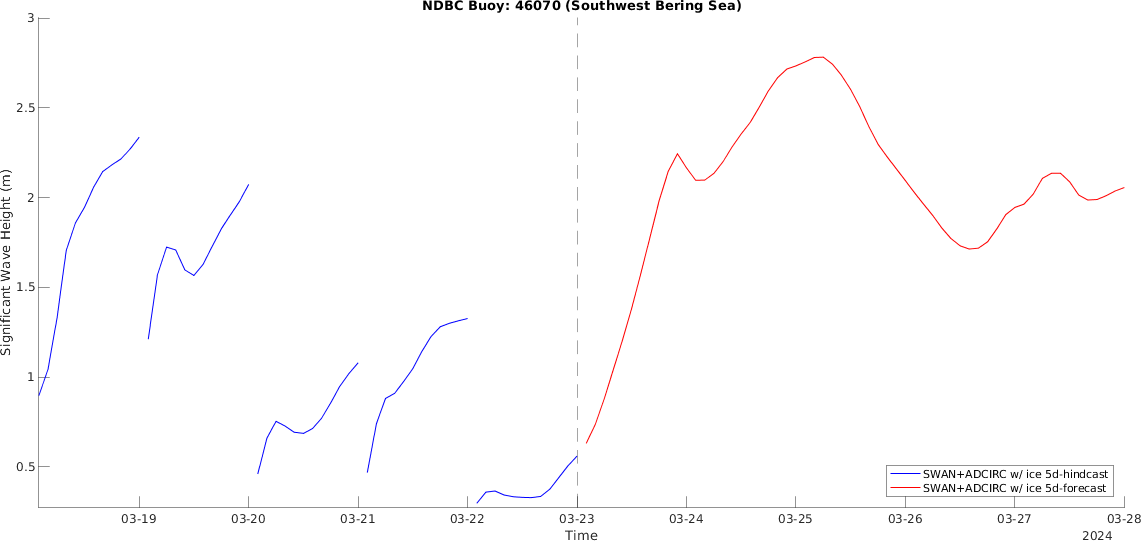 NDBC Buoy: 46070 (Southwest Bering Sea)
3
2.5
2
1.5
1
0.5
Significant Wave Height (m)
SWAN+ADCIRC w/ ice 5d-hindcast
SWAN+ADCIRC w/ ice 5d-forecast
03-19 03-20 03-21 03-22 03-23 03-24 03-25 03-26 03-27 03-28
Time
2024